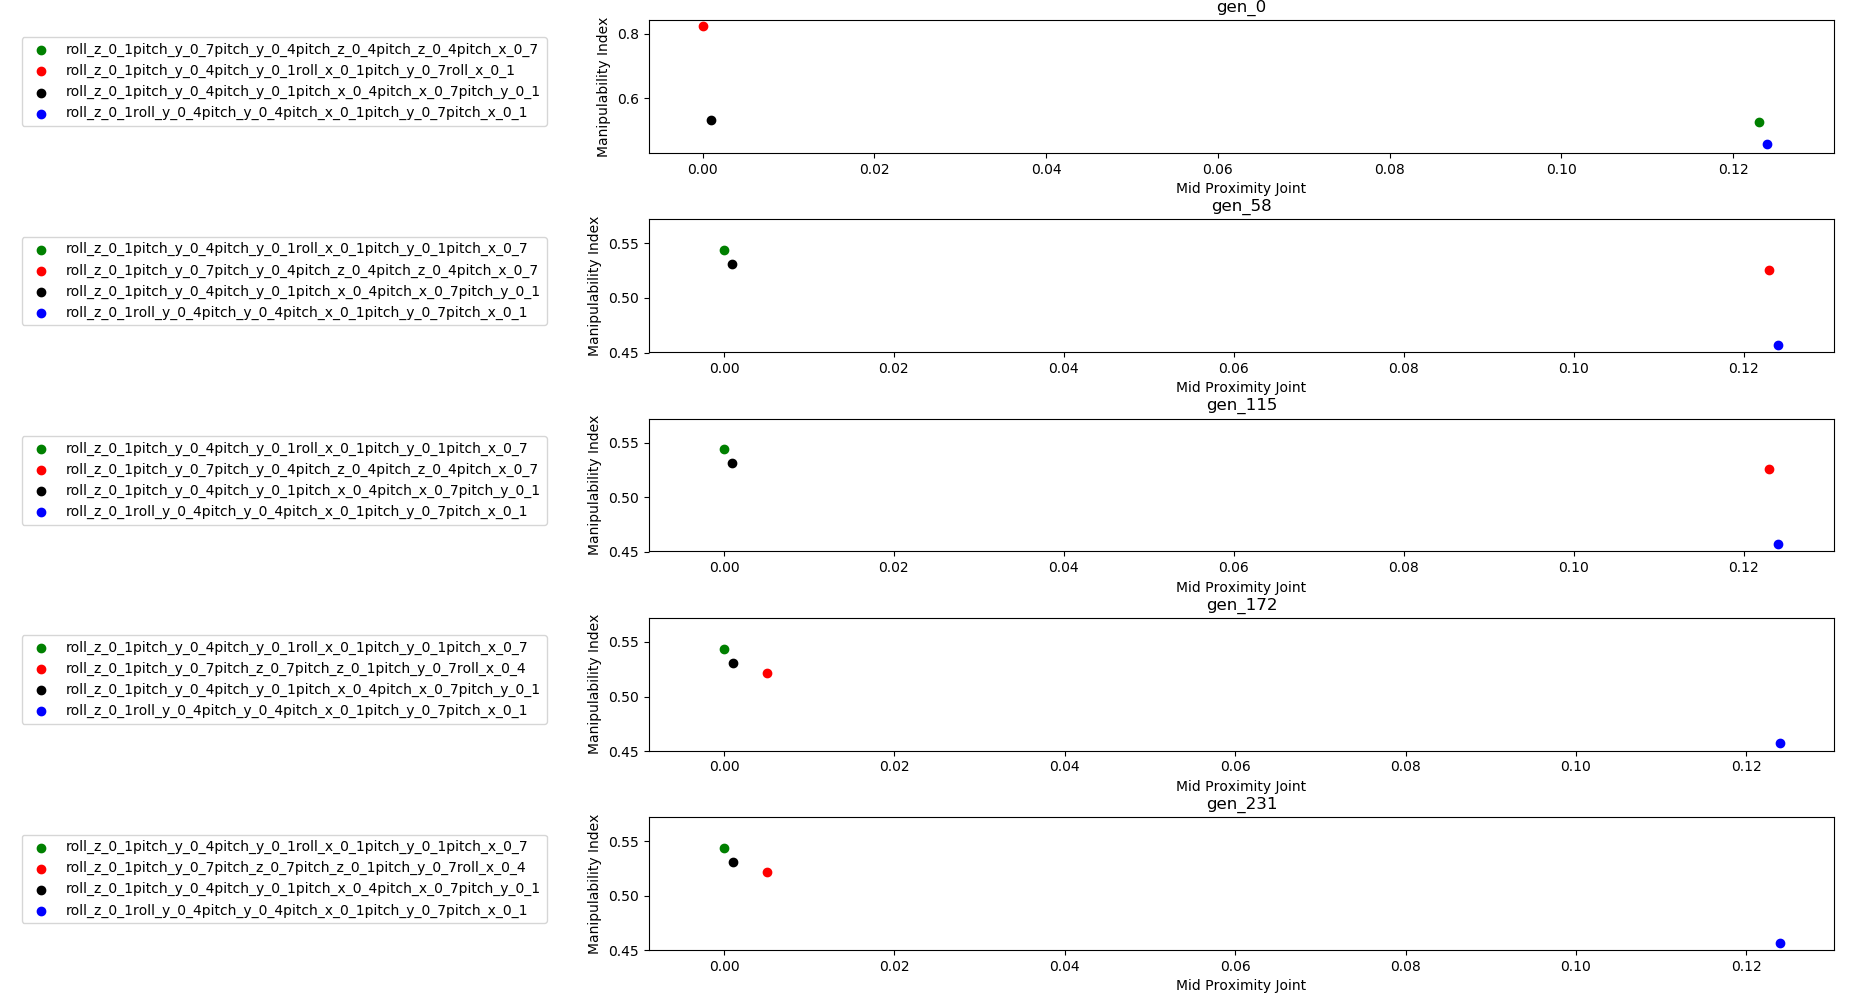 gen_0
roll_z_0_1pitch_y_0_7pitch_y_0_4pitch_z_0_4pitch_z_0_4pitch_x_0_7
roll_z_0_1pitch_y_0_4pitch_y_0_1roll_x_0_1pitch_y_0_7roll_x_0_1
roll_z_0_1pitch_y_0_4pitch_y_0_1pitch_x_0_4pitch_x_0_7pitch_y_0_1
roll_z_0_1roll_y_0_4pitch_y_0_4pitch_x_0_1pitch_y_0_7pitch_x_0_1
Manipulability Index
0.8
0.6
0.00 0.02 0.04 0.06 0.08 0.10 0.12
Mid Proximity Joint
gen_58
roll_z_0_1pitch_y_0_4pitch_y_0_1roll_x_0_1pitch_y_0_1pitch_x_0_7
roll_z_0_1pitch_y_0_7pitch_y_0_4pitch_z_0_4pitch_z_0_4pitch_x_0_7
roll_z_0_1pitch_y_0_4pitch_y_0_1pitch_x_0_4pitch_x_0_7pitch_y_0_1
roll_z_0_1roll_y_0_4pitch_y_0_4pitch_x_0_1pitch_y_0_7pitch_x_0_1
Manipulability Index
0.55
0.50
0.45
0.00 0.02 0.04 0.06 0.08 0.10 0.12
Mid Proximity Joint
gen_115
roll_z_0_1pitch_y_0_4pitch_y_0_1roll_x_0_1pitch_y_0_1pitch_x_0_7
roll_z_0_1pitch_y_0_7pitch_y_0_4pitch_z_0_4pitch_z_0_4pitch_x_0_7
roll_z_0_1pitch_y_0_4pitch_y_0_1pitch_x_0_4pitch_x_0_7pitch_y_0_1
roll_z_0_1roll_y_0_4pitch_y_0_4pitch_x_0_1pitch_y_0_7pitch_x_0_1
Manipulability Index
0.55
0.50
0.45
0.00 0.02 0.04 0.06 0.08 0.10 0.12
Mid Proximity Joint
gen_172
roll_z_0_1pitch_y_0_4pitch_y_0_1roll_x_0_1pitch_y_0_1pitch_x_0_7
roll_z_0_1pitch_y_0_7pitch_z_0_7pitch_z_0_1pitch_y_0_7roll_x_0_4
roll_z_0_1pitch_y_0_4pitch_y_0_1pitch_x_0_4pitch_x_0_7pitch_y_0_1
roll_z_0_1roll_y_0_4pitch_y_0_4pitch_x_0_1pitch_y_0_7pitch_x_0_1
Manipulability Index
0.55
0.50
0.45
0.00 0.02 0.04 0.06 0.08 0.10 0.12
Mid Proximity Joint
gen_231
roll_z_0_1pitch_y_0_4pitch_y_0_1roll_x_0_1pitch_y_0_1pitch_x_0_7
roll_z_0_1pitch_y_0_7pitch_z_0_7pitch_z_0_1pitch_y_0_7roll_x_0_4
roll_z_0_1pitch_y_0_4pitch_y_0_1pitch_x_0_4pitch_x_0_7pitch_y_0_1
roll_z_0_1roll_y_0_4pitch_y_0_4pitch_x_0_1pitch_y_0_7pitch_x_0_1
Manipulability Index
0.55
0.50
0.45
0.00 0.02 0.04 0.06 0.08 0.10 0.12
Mid Proximity Joint